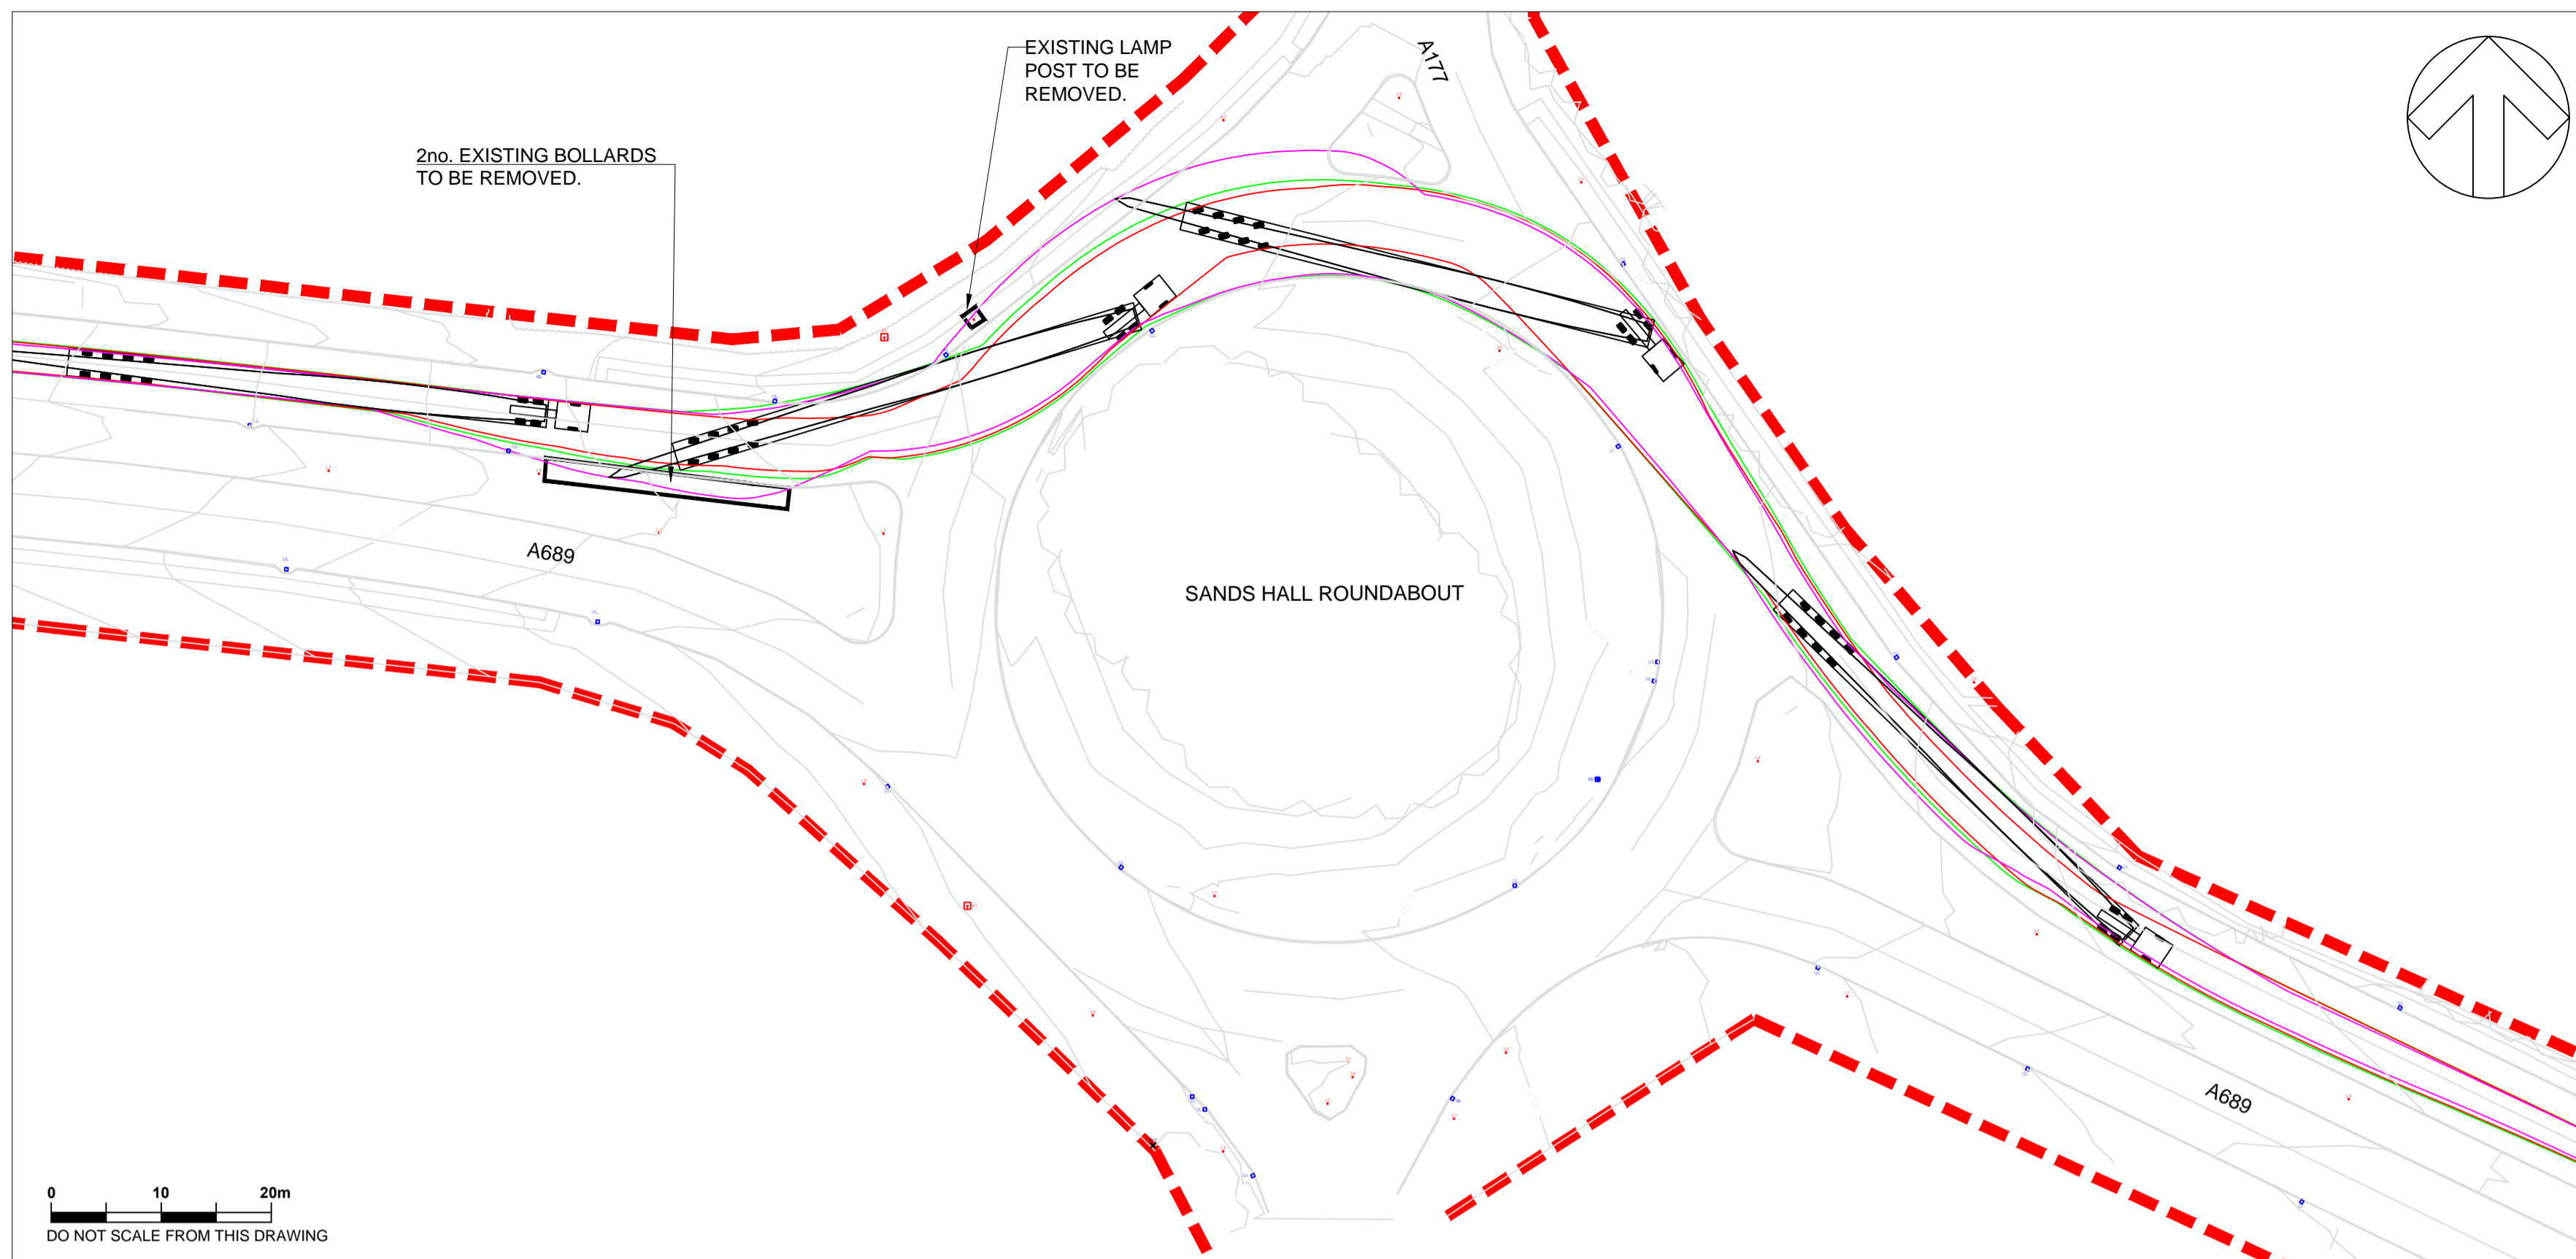 EXISTING LAMP
POST TO BE
REMOVED.
A177
2no. EXISTING BOLLARDS
TO BE REMOVED.
A689
SANDS HALL ROUNDABOUT
A689
0 10 20m
DO NOT SCALE FROM THIS DRAWING